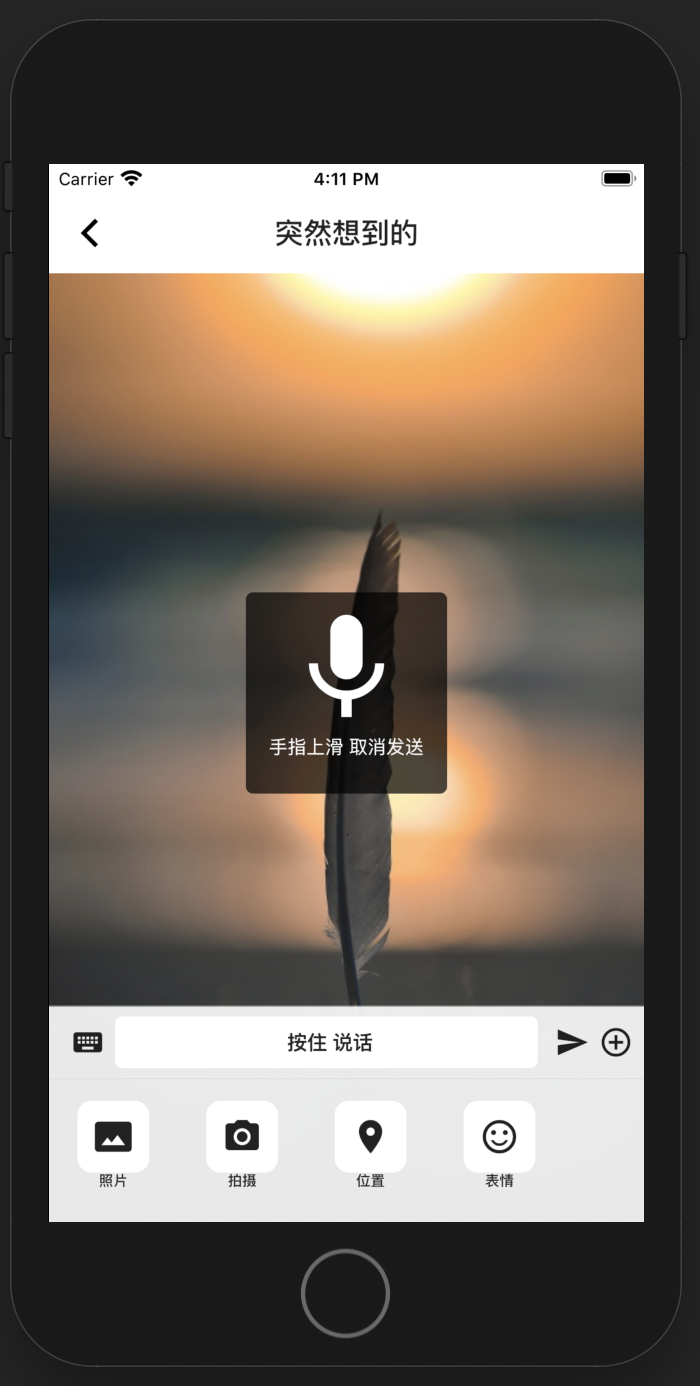 Carrier 4:11 PM
突然想到的
手指上滑 取消发送
按住 说话
照片 拍摄 位置 表情